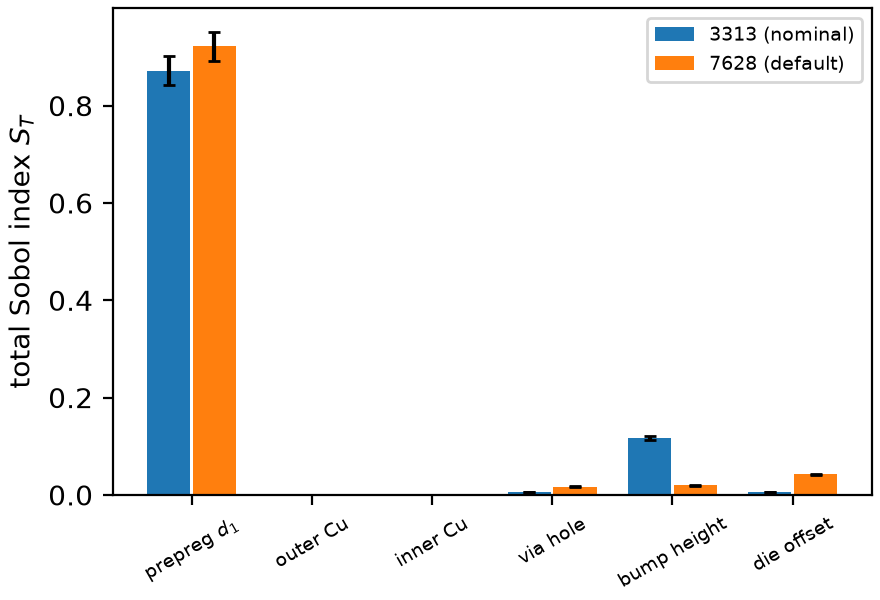 3313 (nominal)
7628 (default)
total Sobol index $S_T$
0.8
0.6
0.4
0.2
0.0
prepreg $d_1$
outer Cu
inner Cu
via hole
bump height
die offset